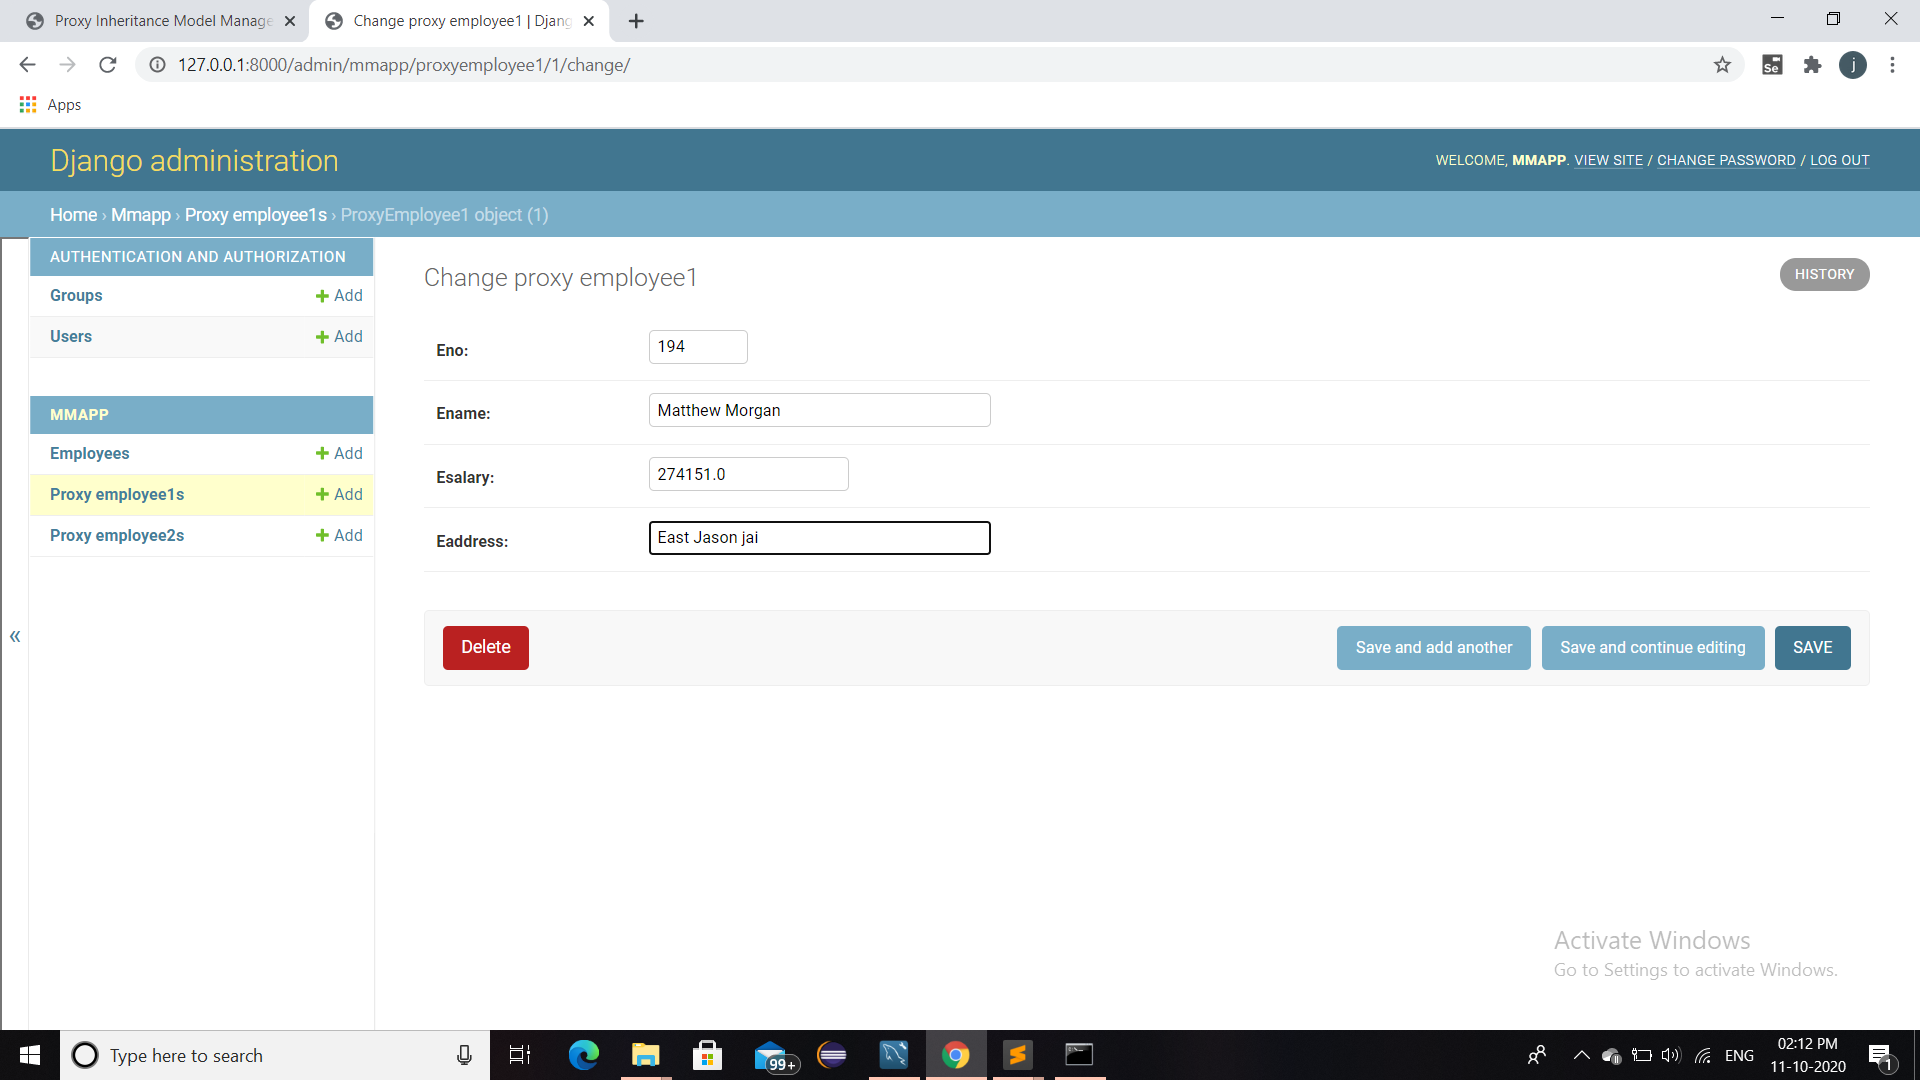 Proxy Inheritance Model Manage
Change proxy employee1 | Djang
127.0.0.1:8000/admin/mmapp/proxyemployee1/1/change/
Se
j
Apps
Django administration
WELCOME, MMAPP. VIEW SITE / CHANGE PASSWORD / LOG OUT
Home › Mmapp › Proxy employee1s › ProxyEmployee1 object (1)
AUTHENTICATION AND AUTHORIZATION
Groups + Add
Users + Add
MMAPP
Employees + Add
Proxy employee1s + Add
Proxy employee2s + Add
«
Change proxy employee1
HISTORY
Eno: 194
Ename: Matthew Morgan
Esalary: 274151.0
Eaddress: East Jason jai
Delete
Save and add another
Save and continue editing
SAVE
Activate Windows
Go to Settings to activate Windows.
Type here to search
99+
ENG
02:12 PM
11-10-2020
1